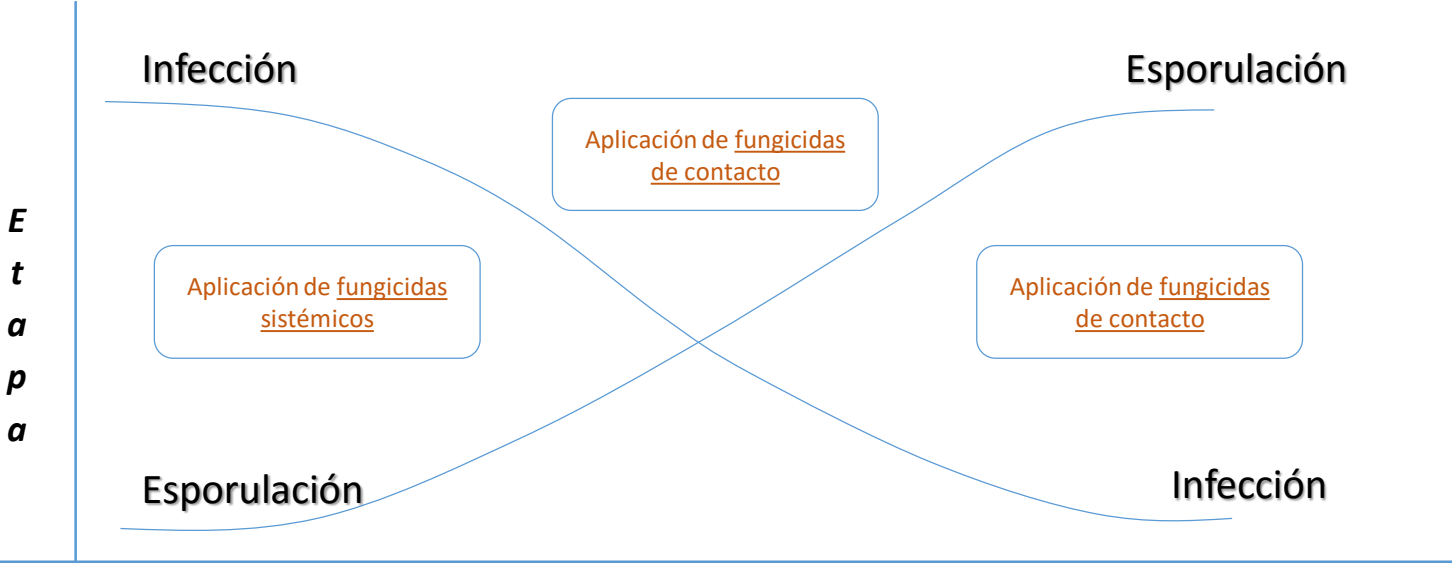 Infección
Esporulación
Aplicación de fungicidas
de contacto
E
t
a
p
a
Aplicación de fungicidas
sistémicos
Aplicación de fungicidas
de contacto
Esporulación
Infección